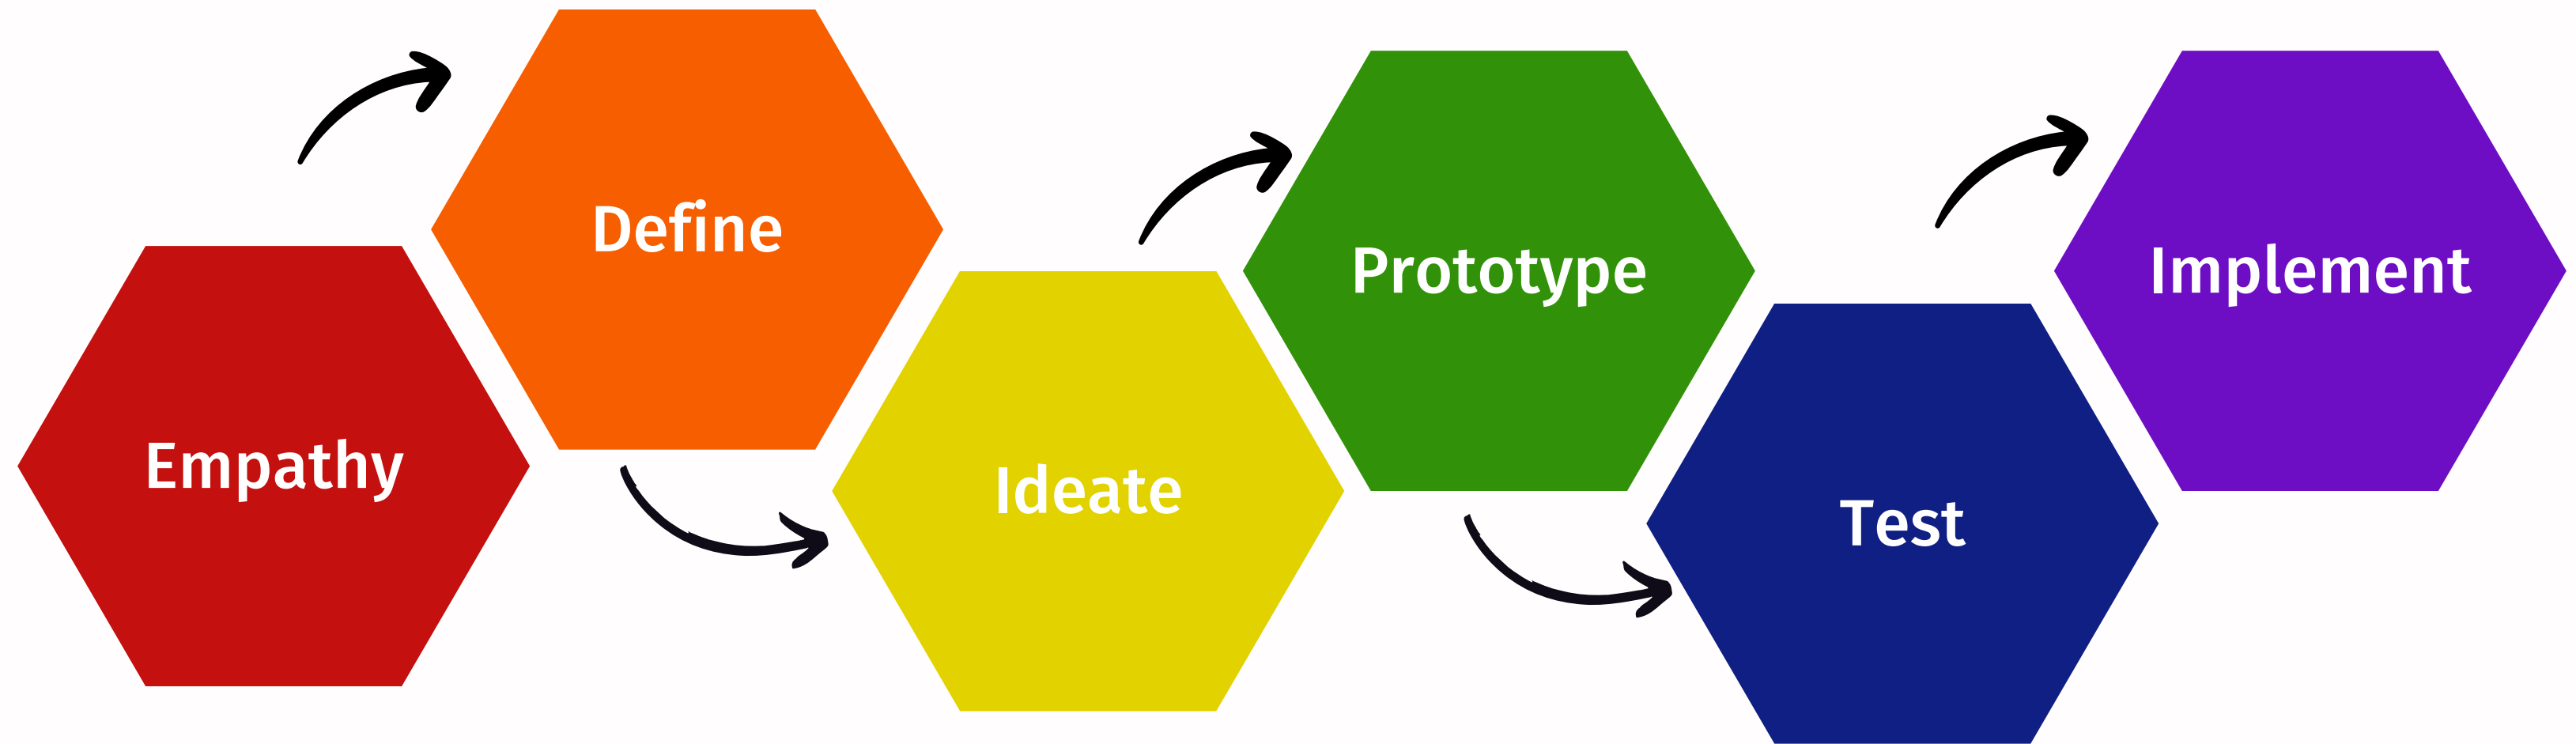 Empathy
Define
Ideate
Prototype
Test
Implement